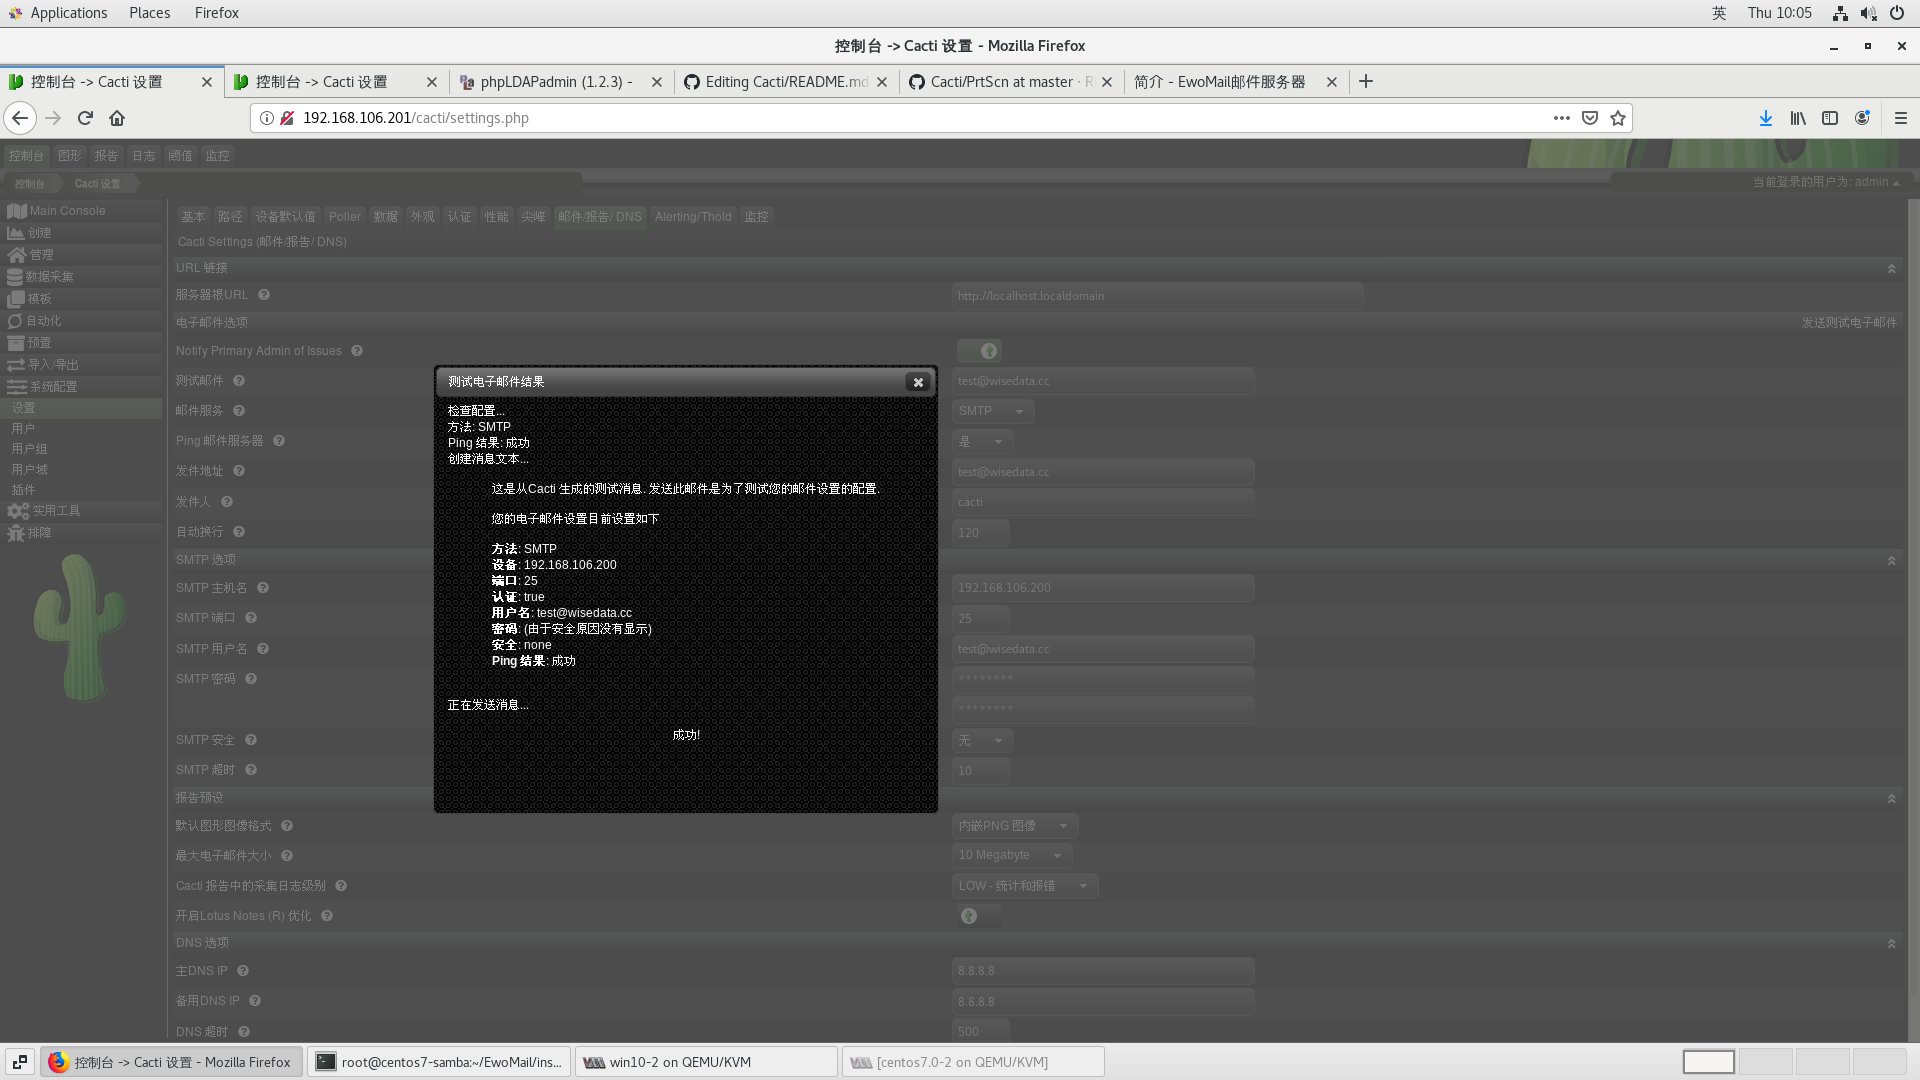 Applications Places Firefox
英 Thu 10:05
控制台 -> Cacti 设置 - Mozilla Firefox
控制台 -> Cacti 设置
控制台 -> Cacti 设置
phpLDAPadmin (1.2.3) -
Editing Cacti/README.md
Cacti/PrtScn at master · R
简介 - EwoMail邮件服务器
192.168.106.201/cacti/settings.php
控制台 图形 报告 日志 阈值 监控
控制台 Cacti 设置
当前登录的用户为: admin
Main Console
创建
管理
数据采集
模板
自动化
预置
导入/导出
系统配置
设置
用户
用户组
用户域
插件
实用工具
排障
基本 路径 设备默认值 Poller 数据 外观 认证 性能 尖峰 邮件/报告/ DNS Alerting/Thold 监控
Cacti Settings (邮件/报告/ DNS)
URL 链接
服务器根URL http://localhost.localdomain
电子邮件选项 发送测试电子邮件
Notify Primary Admin of Issues
测试邮件 test@wisedata.cc
邮件服务 SMTP
Ping 邮件服务器 是
发件地址 test@wisedata.cc
发件人 cacti
自动换行 120
SMTP 选项
SMTP 主机名 192.168.106.200
SMTP 端口 25
SMTP 用户名 test@wisedata.cc
SMTP 密码 ********
********
SMTP 安全 无
SMTP 超时 10
报告预设
默认图形图像格式 内嵌PNG 图像
最大电子邮件大小 10 Megabyte
Cacti 报告中的采集日志级别 LOW - 统计和报错
开启Lotus Notes (R) 优化
DNS 选项
主DNS IP 8.8.8.8
备用DNS IP 8.8.8.8
DNS 超时 500
测试电子邮件结果
检查配置...
方法: SMTP
Ping 结果: 成功
创建消息文本...
这是从Cacti 生成的测试消息. 发送此邮件是为了测试您的邮件设置的配置.
您的电子邮件设置目前设置如下
方法: SMTP
设备: 192.168.106.200
端口: 25
认证: true
用户名: test@wisedata.cc
密码: (由于安全原因没有显示)
安全: none
Ping 结果: 成功
正在发送消息...
成功!
控制台 -> Cacti 设置 - Mozilla Firefox
root@centos7-samba:~/EwoMail/ins...
win10-2 on QEMU/KVM
[centos7.0-2 on QEMU/KVM]